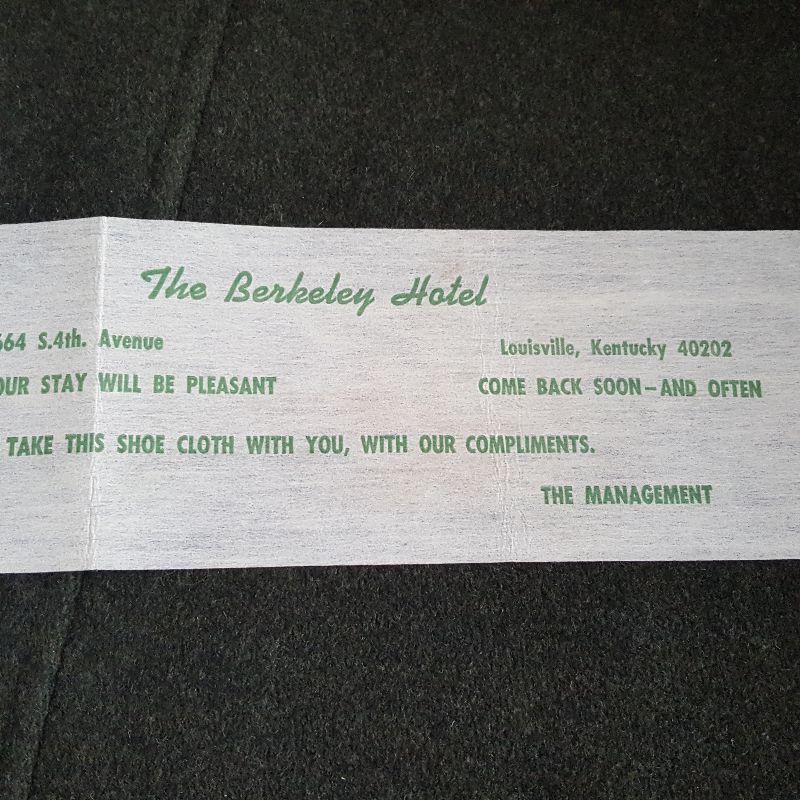 The Berkeley Hotel
664 S.4th. Avenue Louisville, Kentucky 40202
OUR STAY WILL BE PLEASANT COME BACK SOON—AND OFTEN
TAKE THIS SHOE CLOTH WITH YOU, WITH OUR COMPLIMENTS.
THE MANAGEMENT